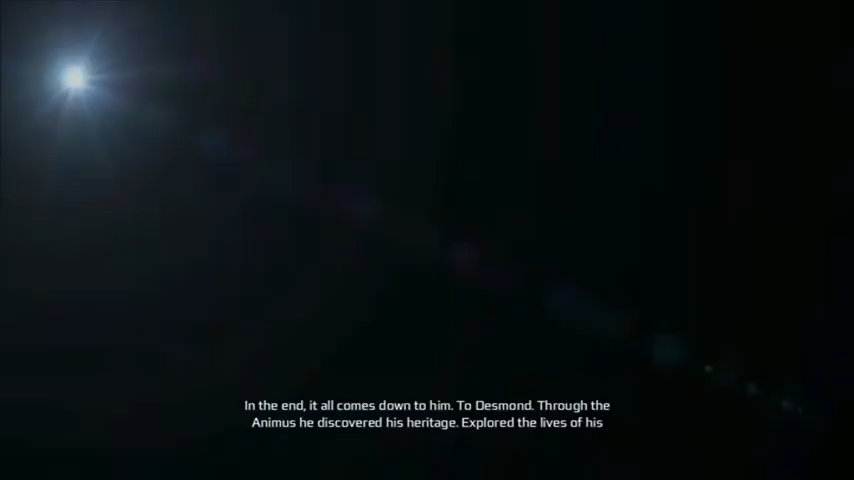 In the end, it all comes down to him. To Desmond. Through the
Animus he discovered his heritage. Explored the lives of his